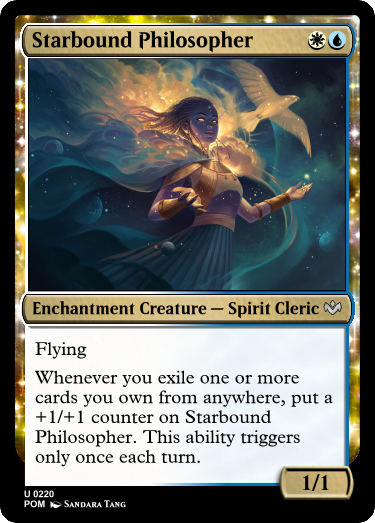 Starbound Philosopher
Enchantment Creature — Spirit Cleric
Flying
Whenever you exile one or more
cards you own from anywhere, put a
+1/+1 counter on Starbound
Philosopher. This ability triggers
only once each turn.
1/1
U 0220
POM SANDARA TANG